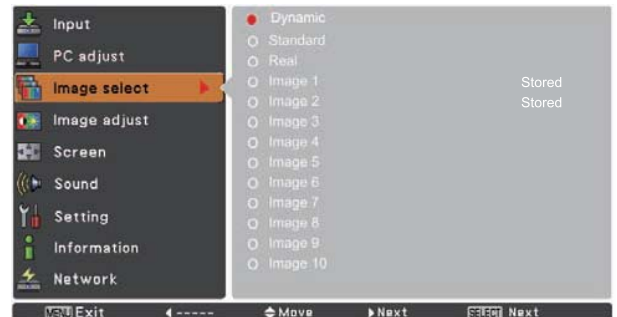 Input
PC adjust
Image select
Image adjust
Screen
Sound
Setting
Information
Network
Dynamic
Standard
Real
Image 1 Stored
Image 2 Stored
Image 3
Image 4
Image 5
Image 6
Image 7
Image 8
Image 9
Image 10
MENU Exit ----- Move Next SELECT Next